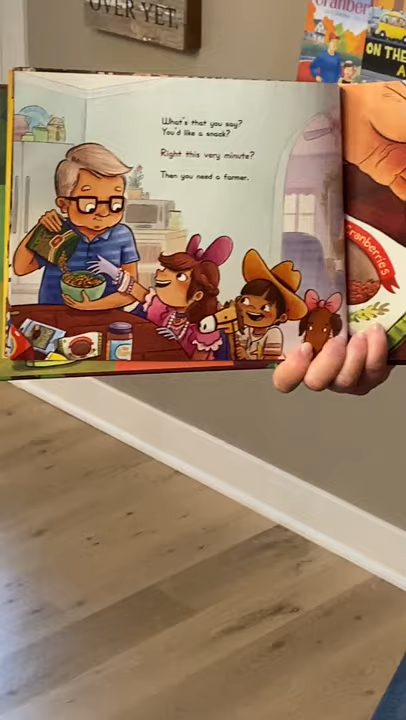 OVER YET.
What's that you say?
You'd like a snack?
Right this very minute?
Then you need a farmer.
Cranberries
ON THE